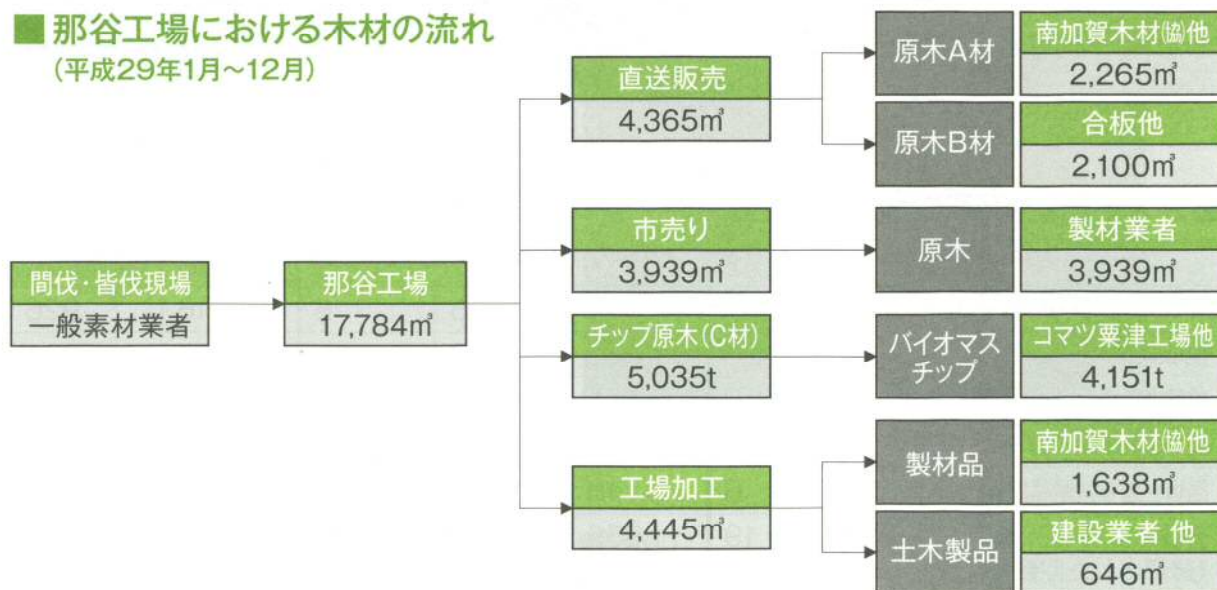 ■那谷工場における木材の流れ
(平成29年1月～12月)
間伐・皆伐現場
一般素材業者
那谷工場
17,784㎥
直送販売
4,365㎥
原木A材
南加賀木材㈿他
2,265㎥
原木B材
合板他
2,100㎥
市売り
3,939㎥
原木
製材業者
3,939㎥
チップ原木(C材)
5,035t
バイオマス
チップ
コマツ粟津工場他
4,151t
工場加工
4,445㎥
製材品
南加賀木材㈿他
1,638㎥
土木製品
建設業者 他
646㎥